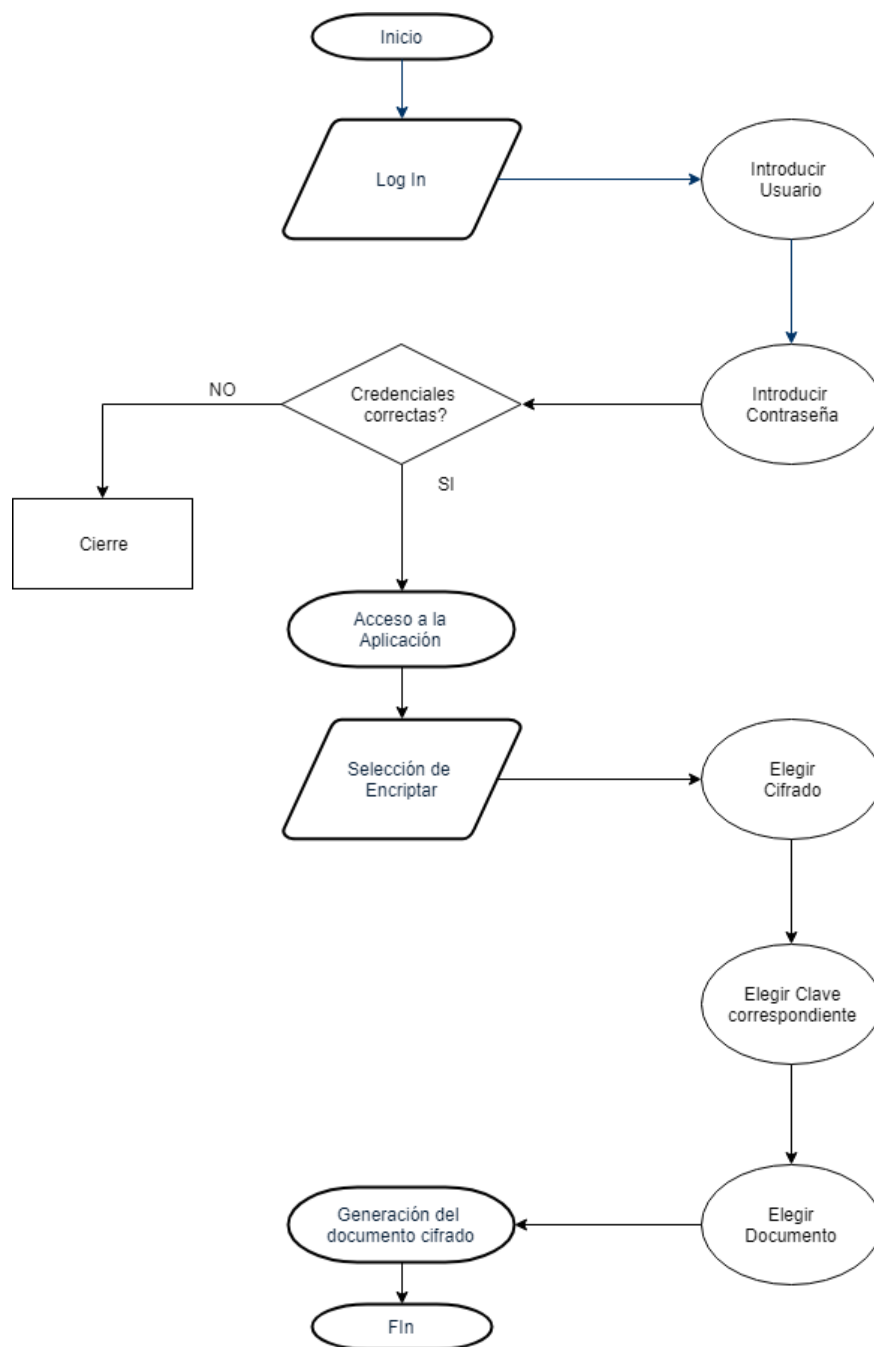 Inicio
Log In
Introducir
Usuario
NO
Credenciales
correctas?
Introducir
Contraseña
SI
Cierre
Acceso a la
Aplicación
Selección de
Encriptar
Elegir
Cifrado
Elegir Clave
correspondiente
Generación del
documento cifrado
Elegir
Documento
FIn